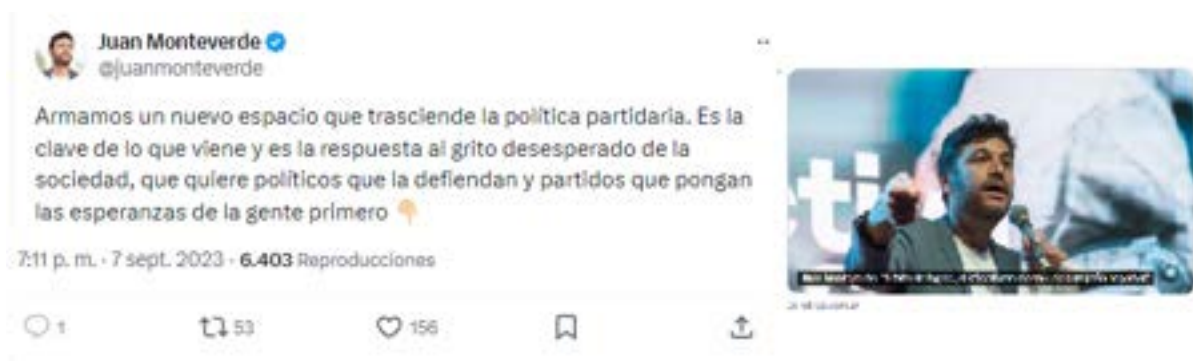 Juan Monteverde
@juanmonteverde
Armamos un nuevo espacio que trasciende la política partidaria. Es la
clave de lo que viene y es la respuesta al grito desesperado de la
sociedad, que quiere políticos que la defiendan y partidos que pongan
las esperanzas de la gente primero
7:11 p. m. · 7 sept. 2023 · 6.403 Reproducciones
1
53
156